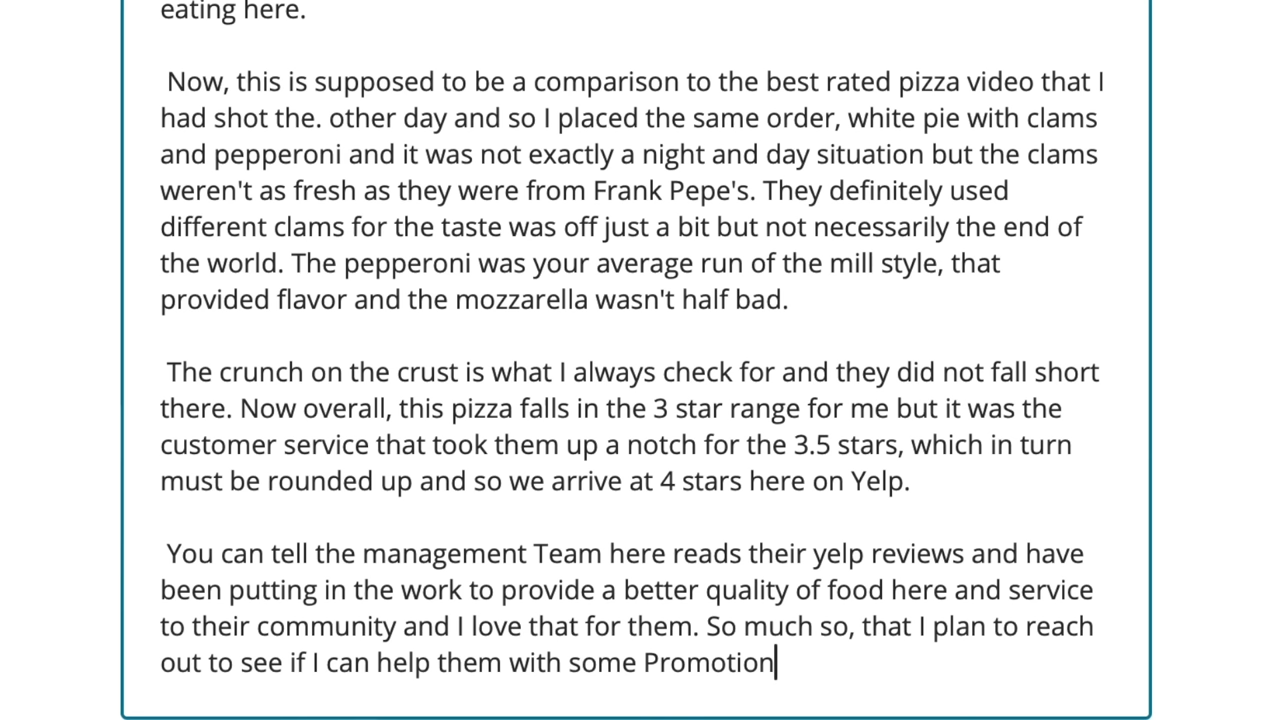 eating here.
Now, this is supposed to be a comparison to the best rated pizza video that I
had shot the. other day and so I placed the same order, white pie with clams
and pepperoni and it was not exactly a night and day situation but the clams
weren't as fresh as they were from Frank Pepe's. They definitely used
different clams for the taste was off just a bit but not necessarily the end of
the world. The pepperoni was your average run of the mill style, that
provided flavor and the mozzarella wasn't half bad.
The crunch on the crust is what I always check for and they did not fall short
there. Now overall, this pizza falls in the 3 star range for me but it was the
customer service that took them up a notch for the 3.5 stars, which in turn
must be rounded up and so we arrive at 4 stars here on Yelp.
You can tell the management Team here reads their yelp reviews and have
been putting in the work to provide a better quality of food here and service
to their community and I love that for them. So much so, that I plan to reach
out to see if I can help them with some Promotion